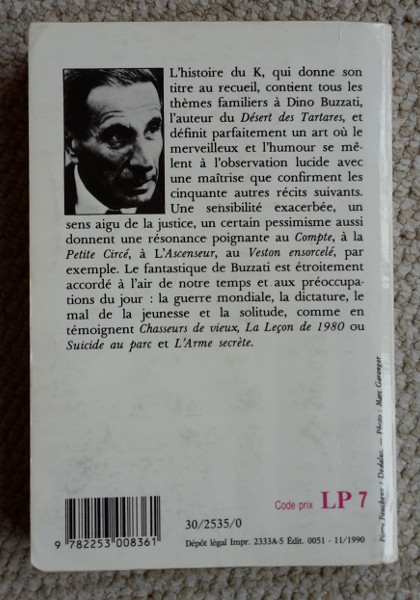 L'histoire du K, qui donne son
titre au recueil, contient tous les
thèmes familiers à Dino Buzzati,
l'auteur du Désert des Tartares, et
définit parfaitement un art où le
merveilleux et l'humour se mê-
lent à l'observation lucide avec
une maîtrise que confirment les
cinquante autres récits suivants.
Une sensibilité exacerbée, un
sens aigu de la justice, un certain pessimisme aussi
donnent une résonance poignante au Compte, à la
Petite Circé, à L'Ascenseur, au Veston ensorcelé, par
exemple. Le fantastique de Buzzati est étroitement
accordé à l'air de notre temps et aux préoccupa-
tions du jour : la guerre mondiale, la dictature, le
mal de la jeunesse et la solitude, comme en
témoignent Chasseurs de vieux, La Leçon de 1980 ou
Suicide au parc et L'Arme secrète.
Pierre Faucheux / Dedalus. — Photo : Marc Garanger
Code prix LP 7
30/2535/0
9 782253 008361
Dépôt légal Impr. 2333A-5 Édit. 0051 - 11/1990